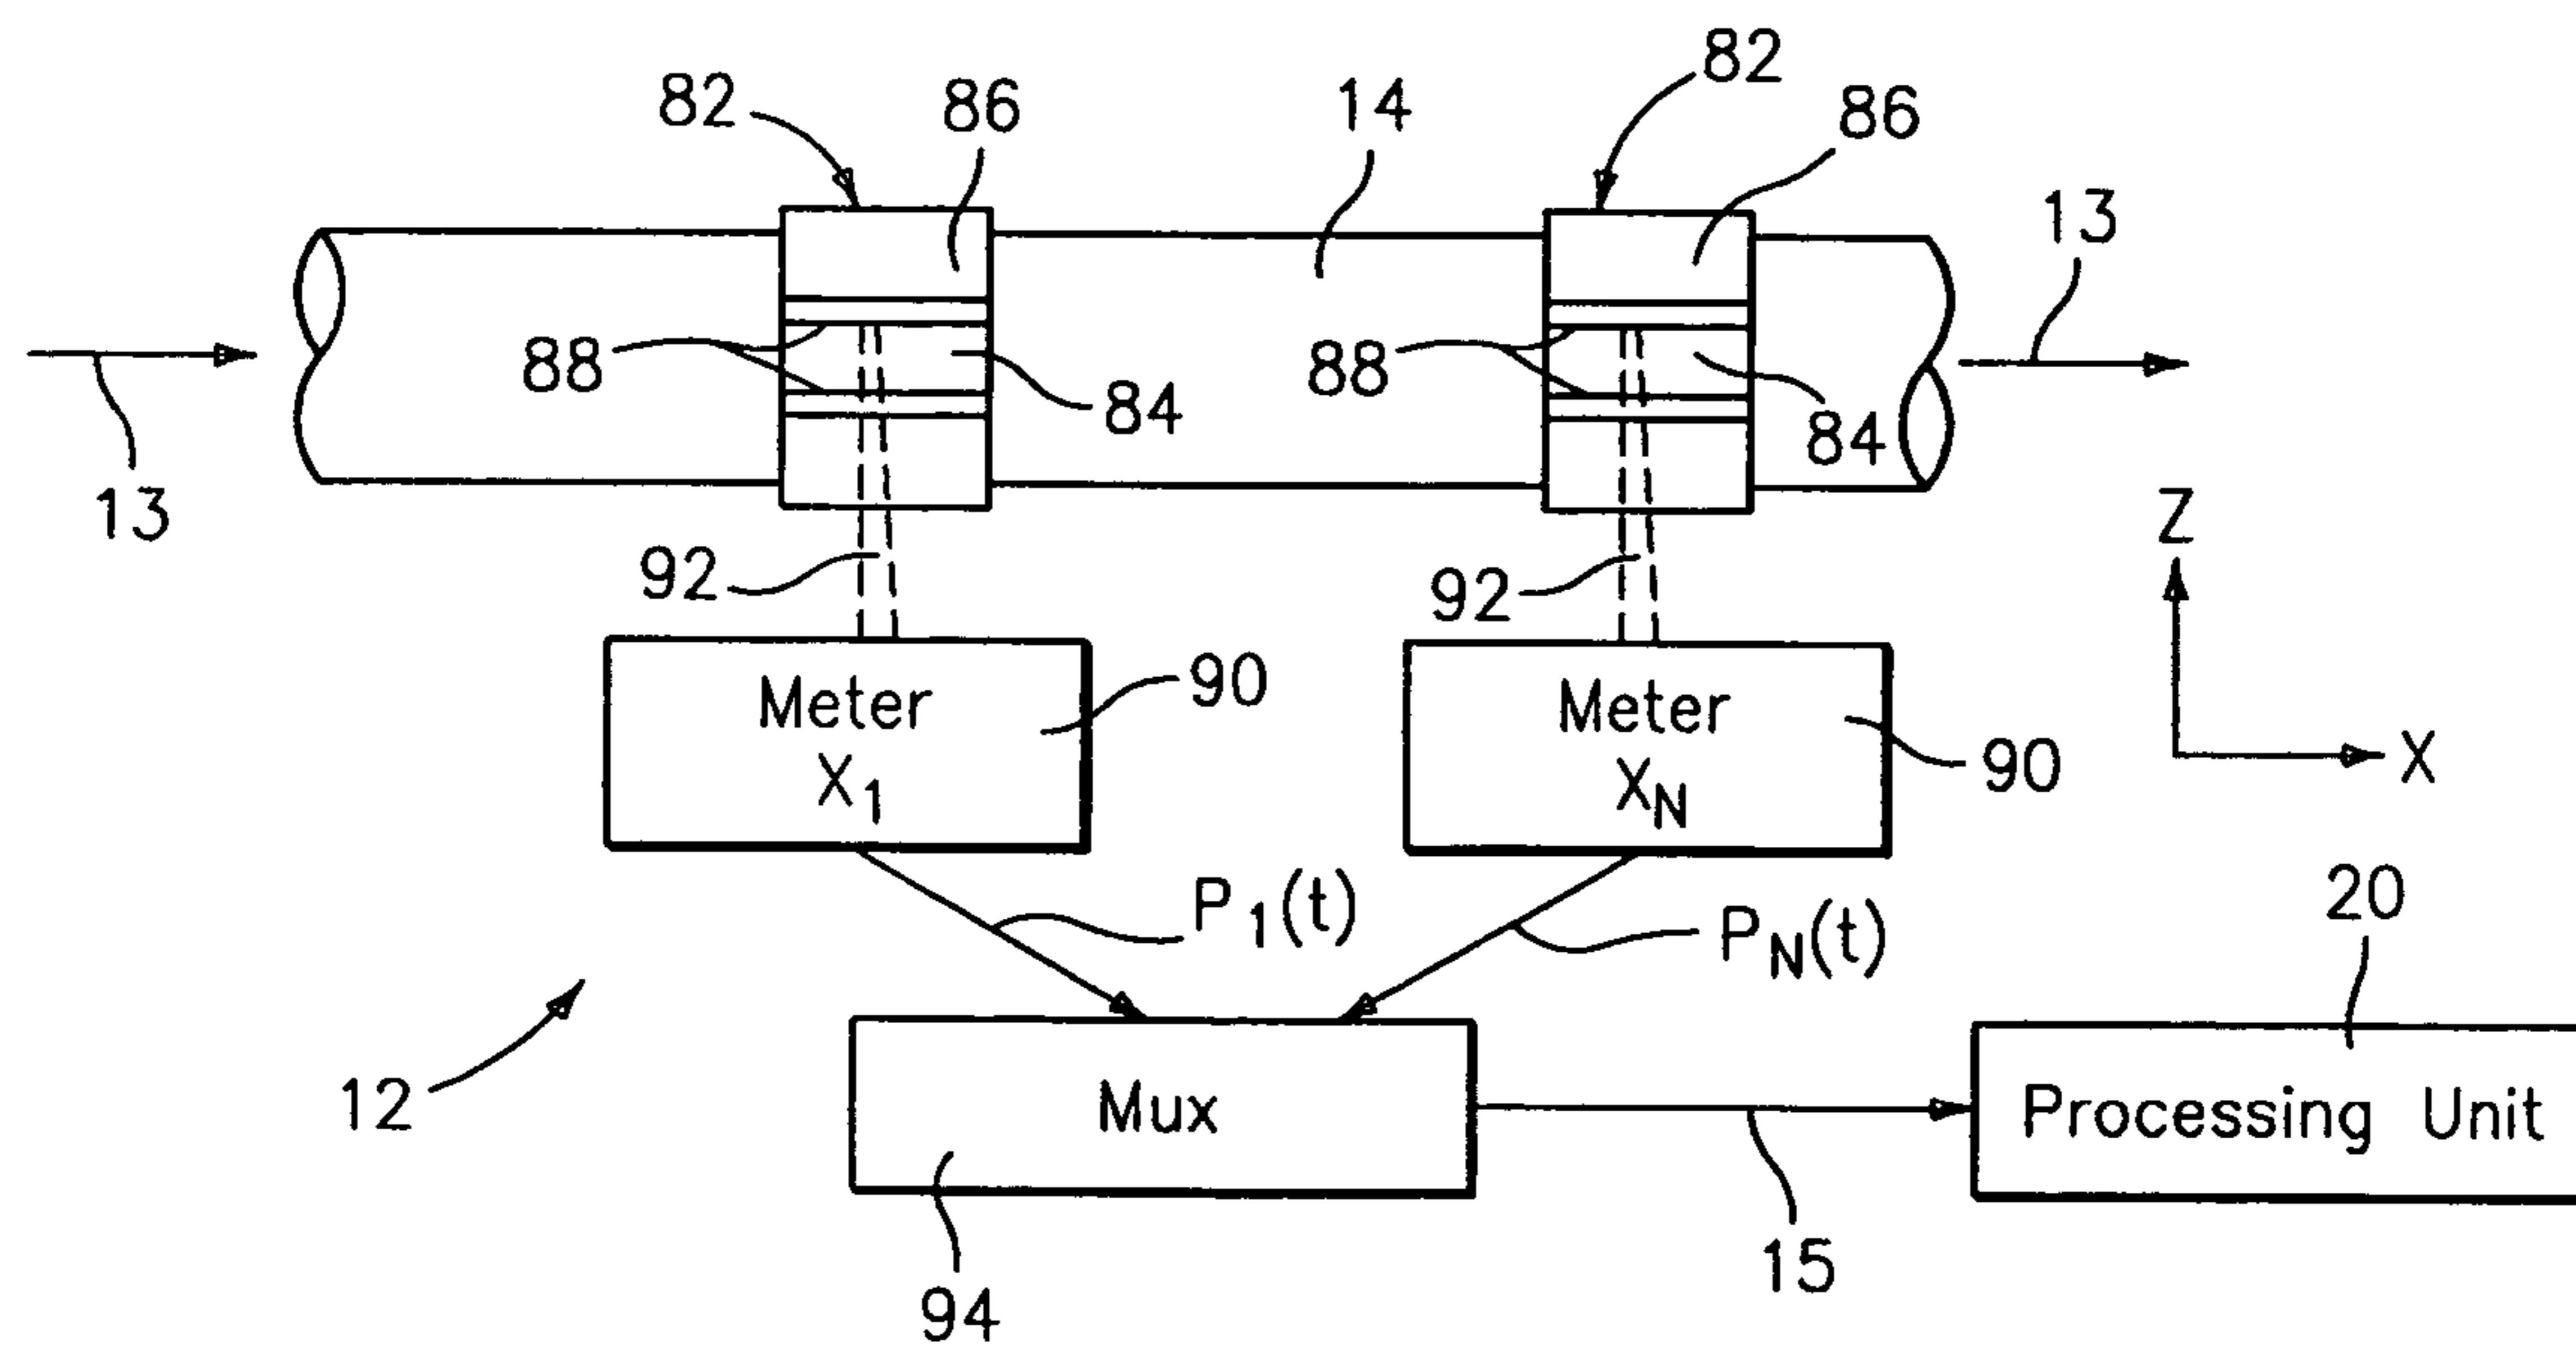 82
86
14
82
86
13
88
84
88
84
13
92
92
Z
X
Meter
X1
90
Meter
XN
90
P1(t)
PN(t)
20
12
Mux
Processing Unit
15
94